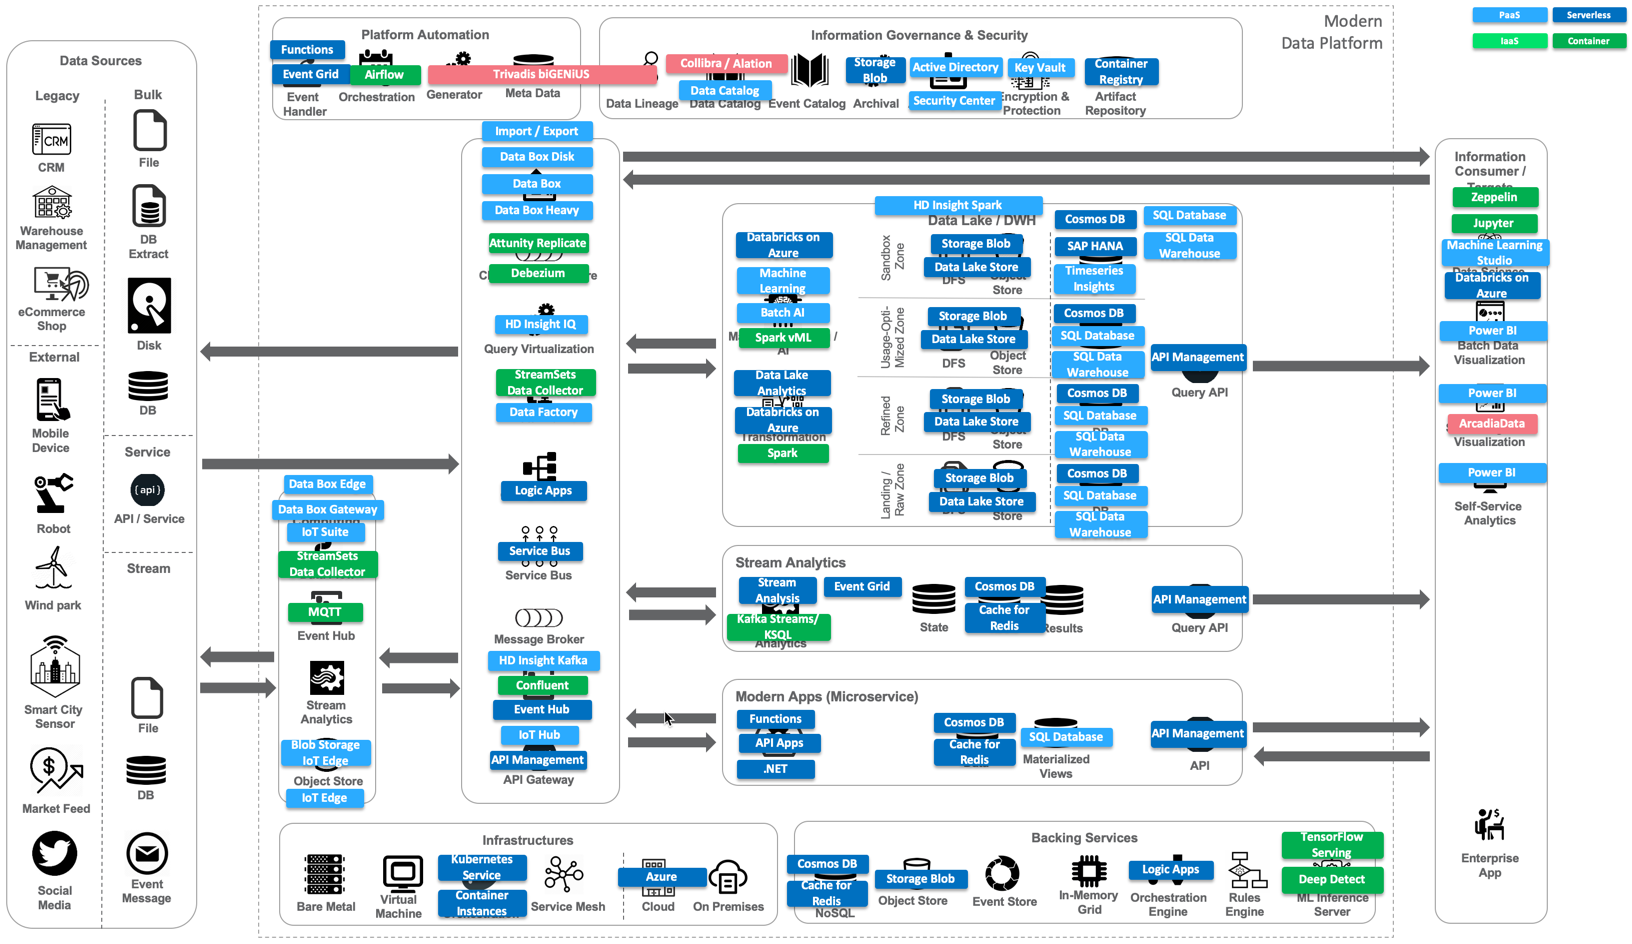 Modern
Data Platform
PaaS
Serverless
IaaS
Container
Data Sources
Legacy
Bulk
CRM
CRM
File
Warehouse
Management
DB
Extract
eCommerce
Shop
Disk
External
DB
Mobile
Device
Service
{ api }
API / Service
Robot
Stream
Wind park
Smart City
Sensor
File
$
Market Feed
DB
Social
Media
Event
Message
Platform Automation
Functions
Event Grid
Airflow
Trivadis biGENiUS
Event
Handler
Orchestration
Generator
Meta Data
Information Governance & Security
Collibra / Alation
Data Catalog
Storage
Blob
Active Directory
Security Center
Key Vault
Container
Registry
Data Lineage
Data Catalog
Event Catalog
Archival
Encryption &
Protection
Artifact
Repository
Import / Export
Data Box Disk
Data Box
Data Box Heavy
Attunity Replicate
Debezium
HD Insight IQ
Query Virtualization
StreamSets
Data Collector
Data Factory
Logic Apps
Service Bus
Service Bus
Message Broker
HD Insight Kafka
Confluent
Event Hub
IoT Hub
API Management
API Gateway
Data Box Edge
Data Box Gateway
IoT Suite
StreamSets
Data Collector
MQTT
Event Hub
Stream
Analytics
Blob Storage
IoT Edge
Object Store
IoT Edge
HD Insight Spark
Data Lake / DWH
Databricks on
Azure
Machine
Learning
Batch AI
Spark vML
AI
Data Lake
Analytics
Databricks on
Azure
Transformation
Spark
Sandbox
Zone
Storage Blob
Data Lake Store
DFS
Object
Store
Cosmos DB
SAP HANA
Timeseries
Insights
SQL Database
SQL Data
Warehouse
Usage-Opti-
Mized Zone
Storage Blob
Data Lake Store
DFS
Object
Store
Cosmos DB
SQL Database
SQL Data
Warehouse
API Management
Query API
Refined
Zone
Storage Blob
Data Lake Store
DFS
Object
Store
Cosmos DB
SQL Database
DB
SQL Data
Warehouse
Landing /
Raw Zone
Storage Blob
Data Lake Store
DFS
Store
Cosmos DB
SQL Database
DB
SQL Data
Warehouse
Stream Analytics
Stream
Analysis
Event Grid
Kafka Streams/
KSQL
Analytics
State
Cosmos DB
Cache for
Redis
Results
API Management
Query API
Modern Apps (Microservice)
Functions
API Apps
.NET
Cosmos DB
Cache for
Redis
SQL Database
Materialized
Views
API Management
API
Infrastructures
Bare Metal
Virtual
Machine
Kubernetes
Service
Container
Instances
Service Mesh
Azure
Cloud
On Premises
Backing Services
Cosmos DB
Cache for
Redis
NoSQL
Storage Blob
Object Store
Event Store
In-Memory
Grid
Logic Apps
Orchestration
Engine
Rules
Engine
TensorFlow
Serving
Deep Detect
ML Inference
Server
Information
Consumer /
Targets
Zeppelin
Jupyter
Machine Learning
Studio
Data Science
Databricks on
Azure
Power BI
Batch Data
Visualization
Power BI
ArcadiaData
Visualization
Power BI
Self-Service
Analytics
$
Enterprise
App